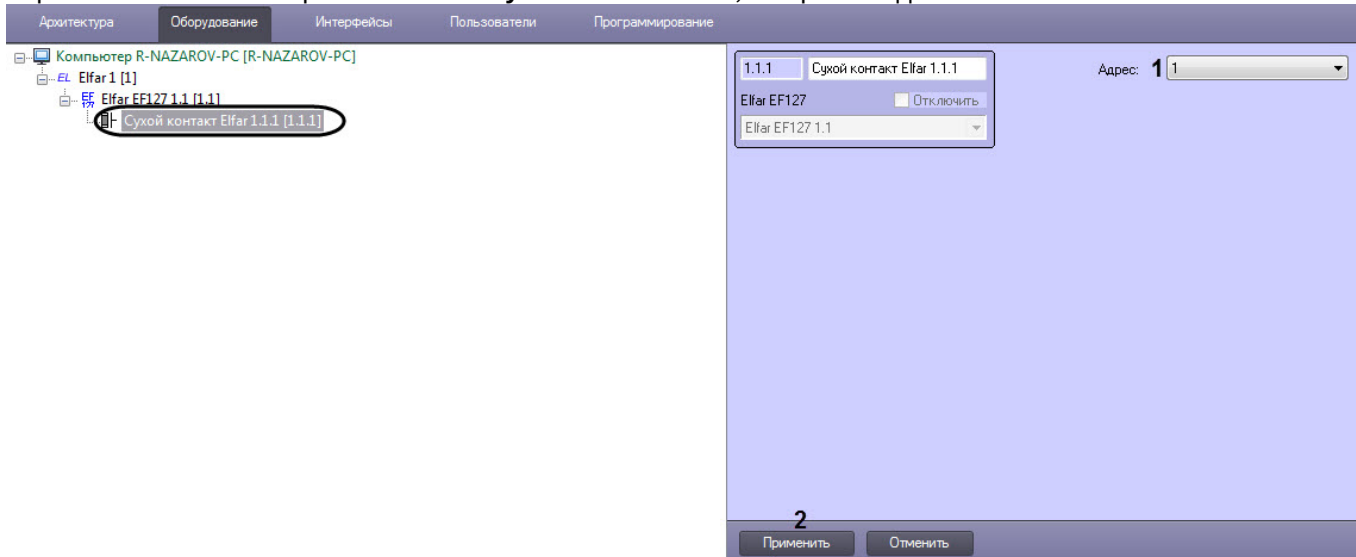 Архитектура Оборудование Интерфейсы Пользователи Программирование
Компьютер R-NAZAROV-PC [R-NAZAROV-PC]
EL Elfar 1 [1]
Elfar EF127 1.1 [1.1]
Сухой контакт Elfar 1.1.1 [1.1.1]
1.1.1 Сухой контакт Elfar 1.1.1
Адрес: 1 1
Elfar EF127 Отключить
Elfar EF127 1.1
2
Применить Отменить